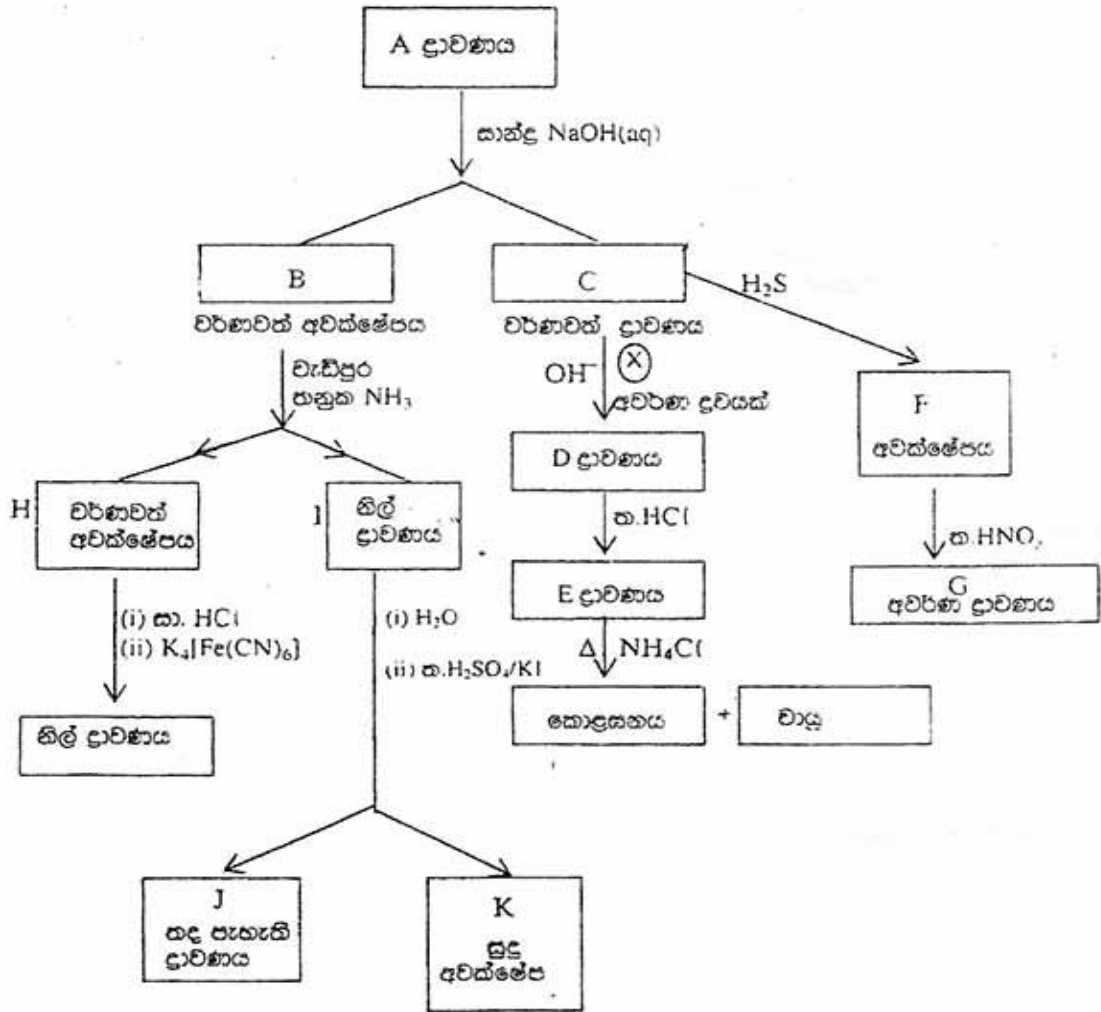 A ද්‍රාවණය
සාන්ද්‍ර NaOH(aq)
B
C
H₂S
වර්ණවත් අවක්ෂේපය
වර්ණවත් ද්‍රාවණය
වැඩිපුර
තනුක NH₃
OH⁻
X
අවර්ණ ද්‍රවයක්
F
අවක්ෂේපය
D ද්‍රාවණය
H
වර්ණවත්
අවක්ෂේපය
I
නිල්
ද්‍රාවණය
ත.HCl
ත.HNO₃
E ද්‍රාවණය
G
අවර්ණ ද්‍රාවණය
(i) සා. HCl
(ii) K₄[Fe(CN)₆]
(i) H₂O
(ii) ත.H₂SO₄/KI
Δ NH₄Cl
නිල් ද්‍රාවණය
කොළඝනය
+
වායු
J
තද පැහැති
ද්‍රාවණය
K
සුදු
අවක්ෂේප